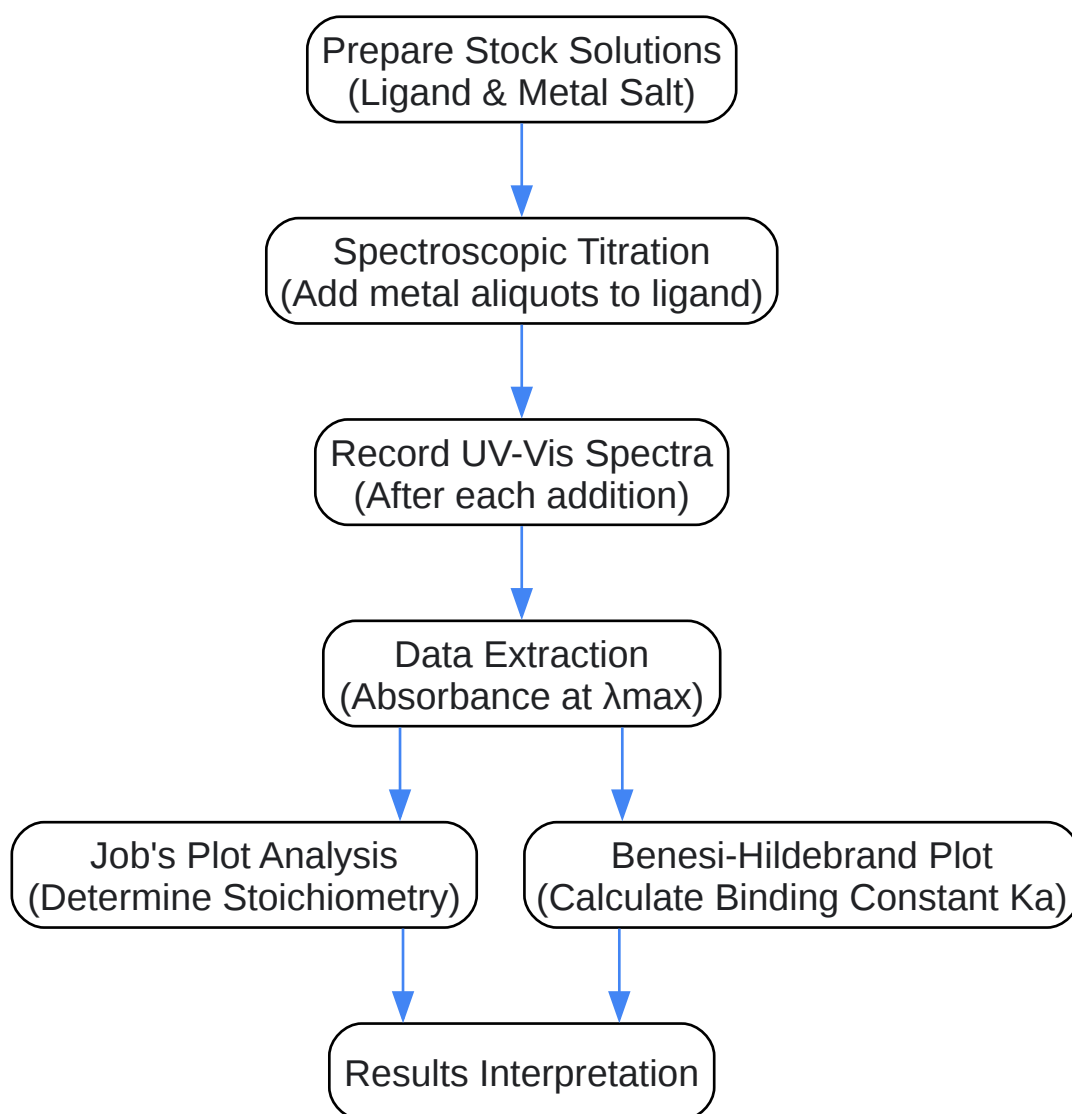 Prepare Stock Solutions
(Ligand & Metal Salt)
Spectroscopic Titration
(Add metal aliquots to ligand)
Record UV-Vis Spectra
(After each addition)
Data Extraction
(Absorbance at λmax)
Job's Plot Analysis
(Determine Stoichiometry)
Benesi-Hildebrand Plot
(Calculate Binding Constant Ka)
Results Interpretation